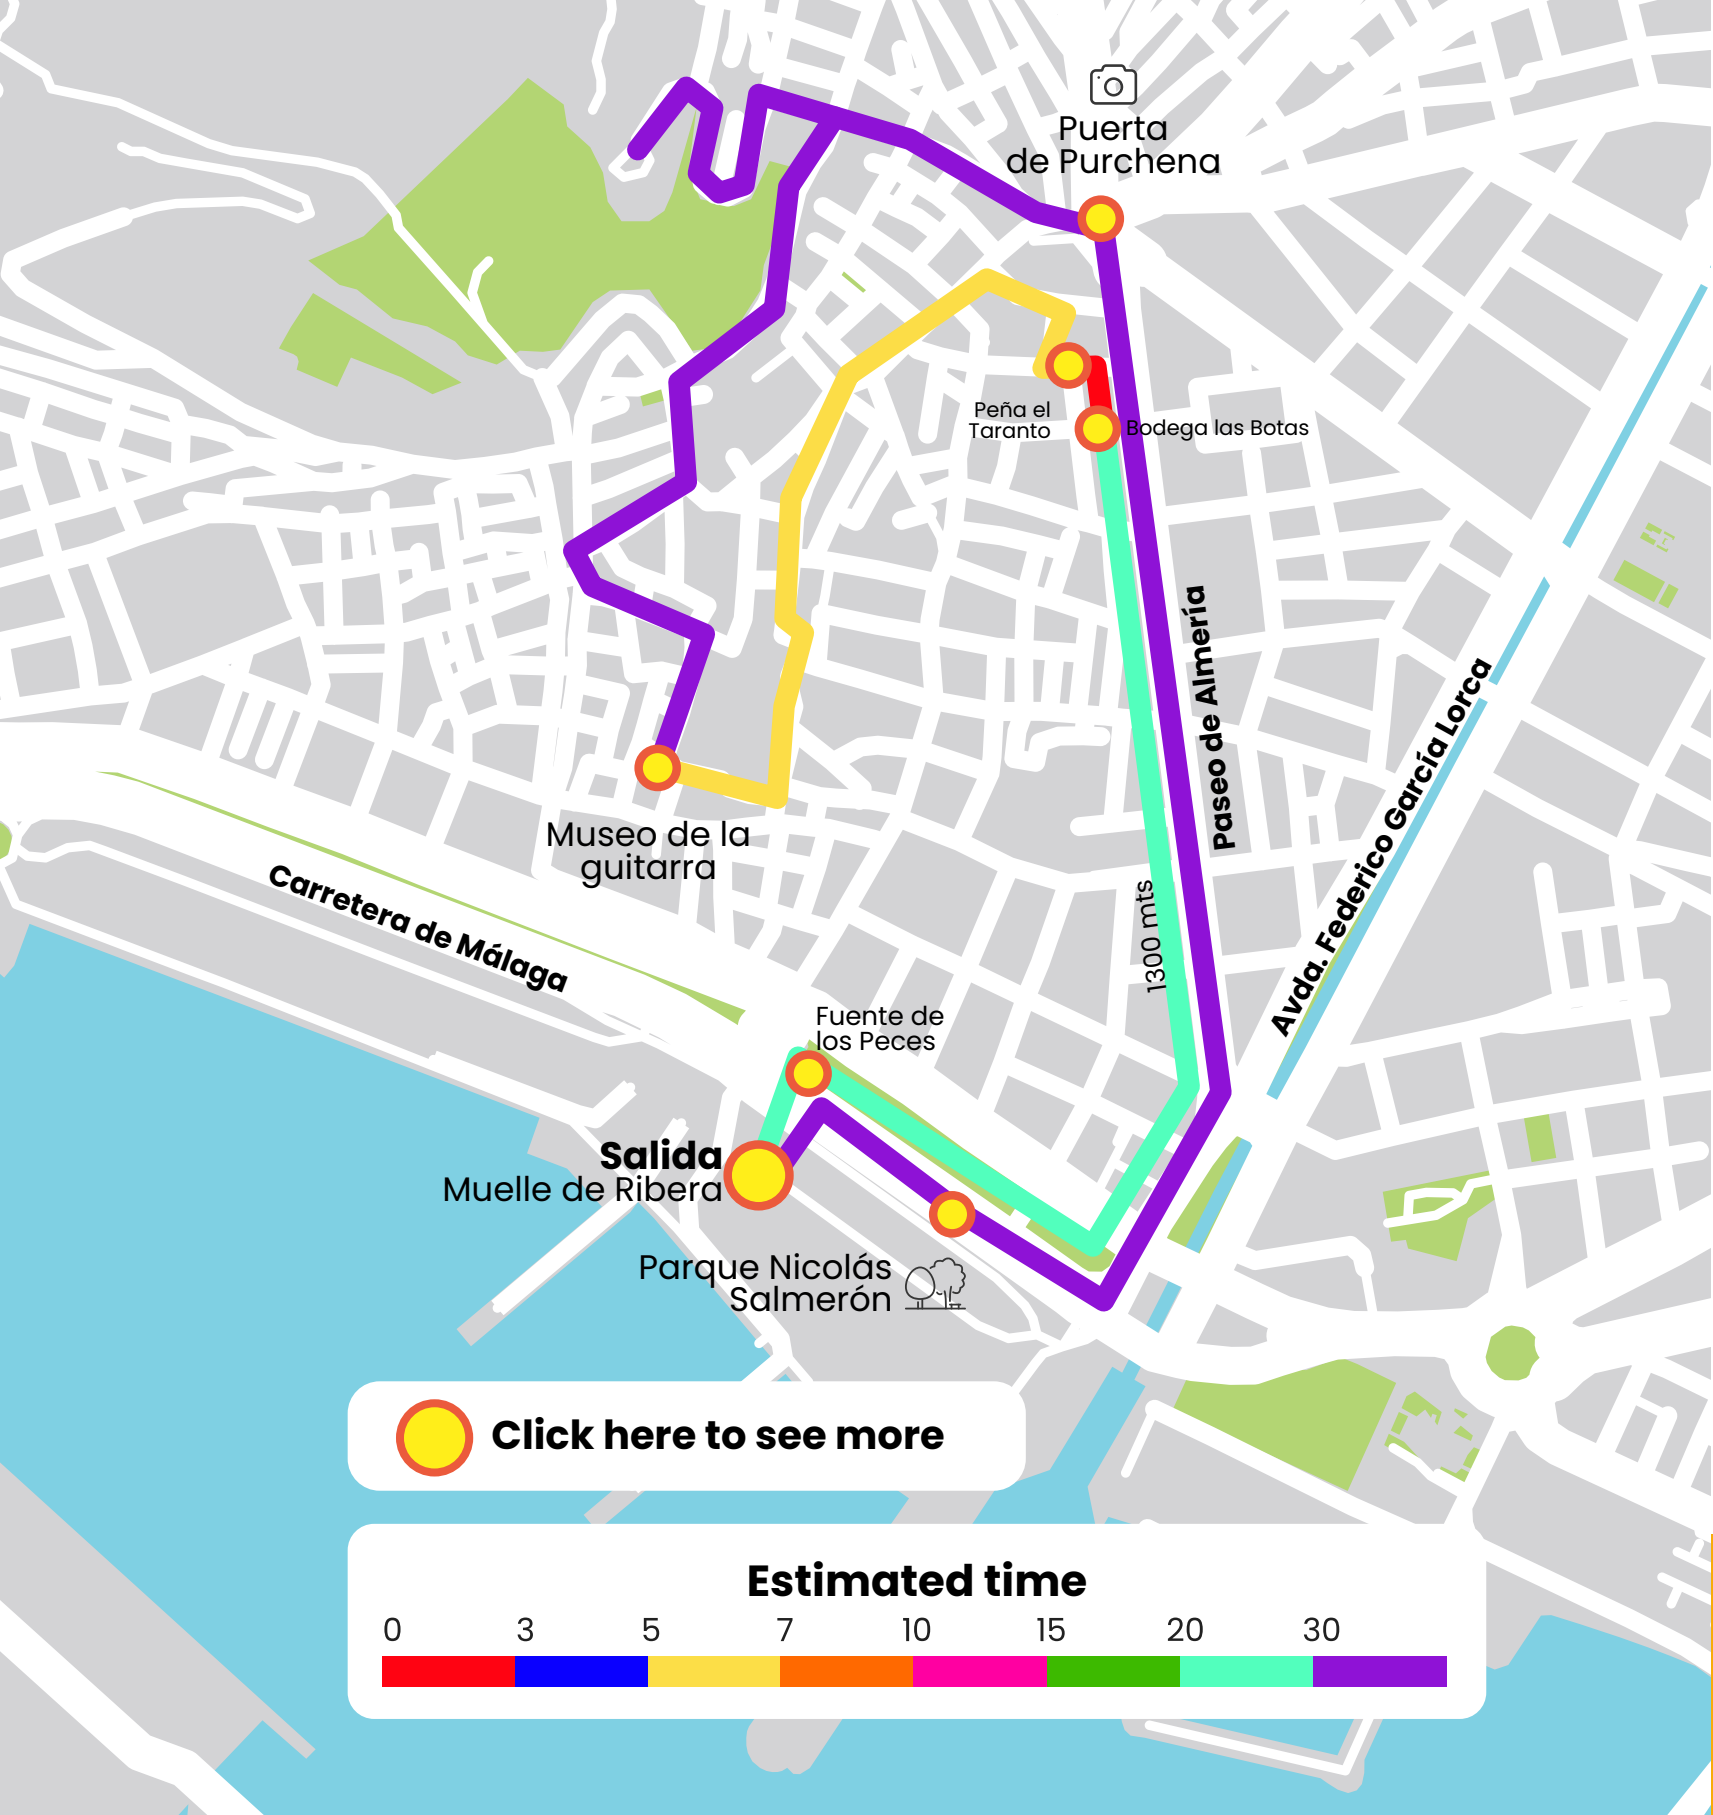 Puerta
de Purchena
Peña el
Taranto
Bodega las Botas
Paseo de Almería
Avda. Federico García Lorca
Museo de la
guitarra
Carretera de Málaga
1300 mts
Fuente de
los Peces
Salida
Muelle de Ribera
Parque Nicolás
Salmerón
Click here to see more
Estimated time
0 3 5 7 10 15 20 30